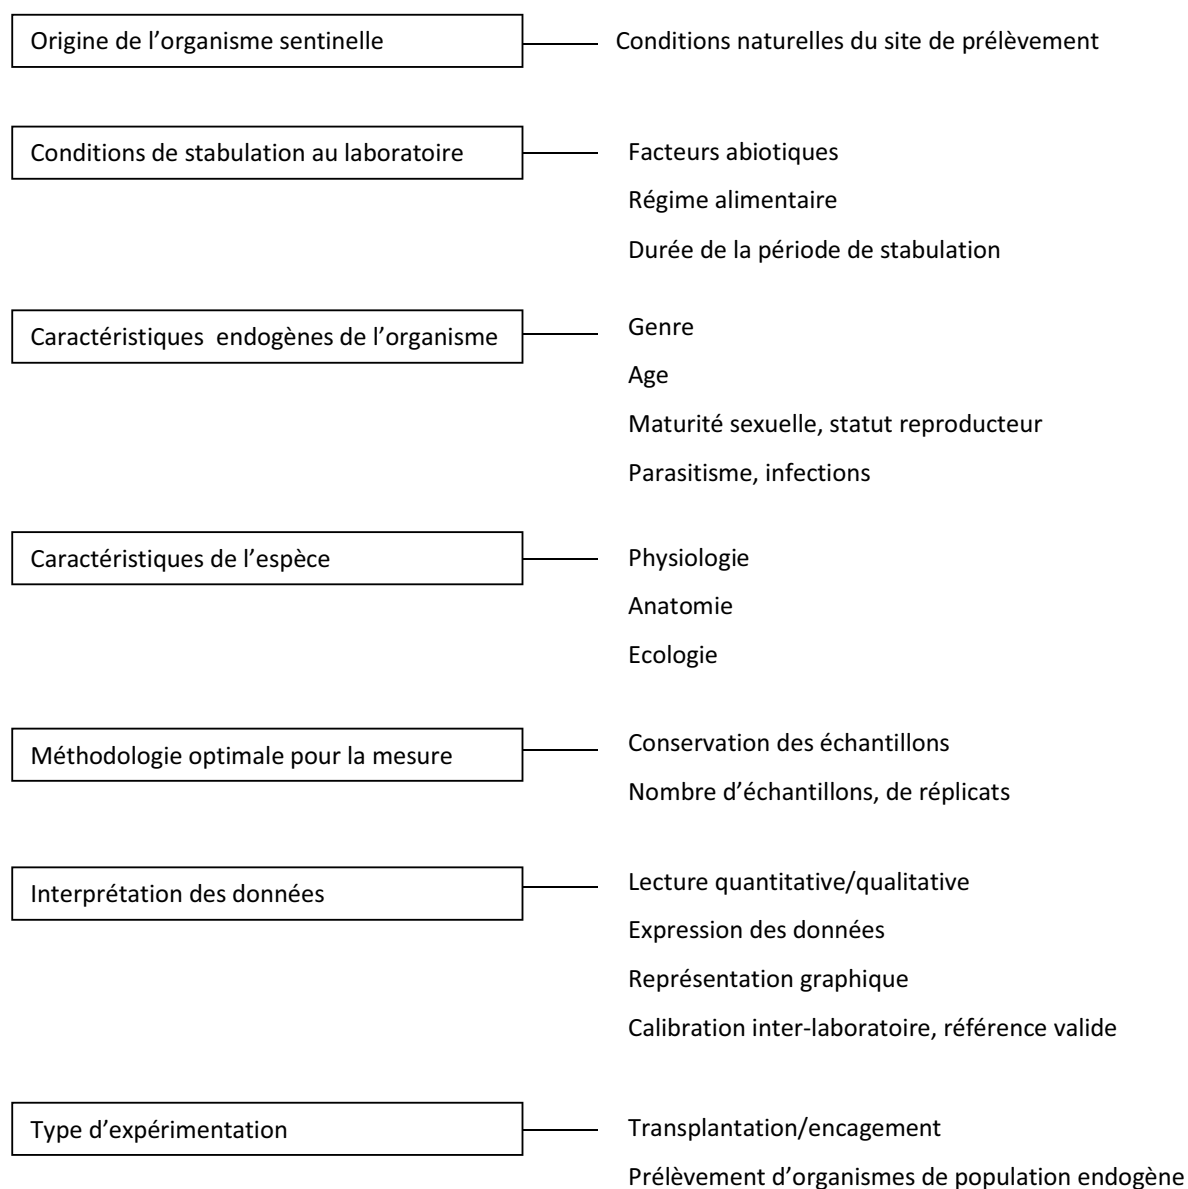 Origine de l’organisme sentinelle
Conditions naturelles du site de prélèvement
Conditions de stabulation au laboratoire
Facteurs abiotiques
Régime alimentaire
Durée de la période de stabulation
Caractéristiques  endogènes de l’organisme
Genre
Age
Maturité sexuelle, statut reproducteur
Parasitisme, infections
Caractéristiques de l’espèce
Physiologie
Anatomie
Ecologie
Méthodologie optimale pour la mesure
Conservation des échantillons
Nombre d’échantillons, de réplicats
Interprétation des données
Lecture quantitative/qualitative
Expression des données
Représentation graphique
Calibration inter-laboratoire, référence valide
Type d’expérimentation
Transplantation/encagement
Prélèvement d’organismes de population endogène